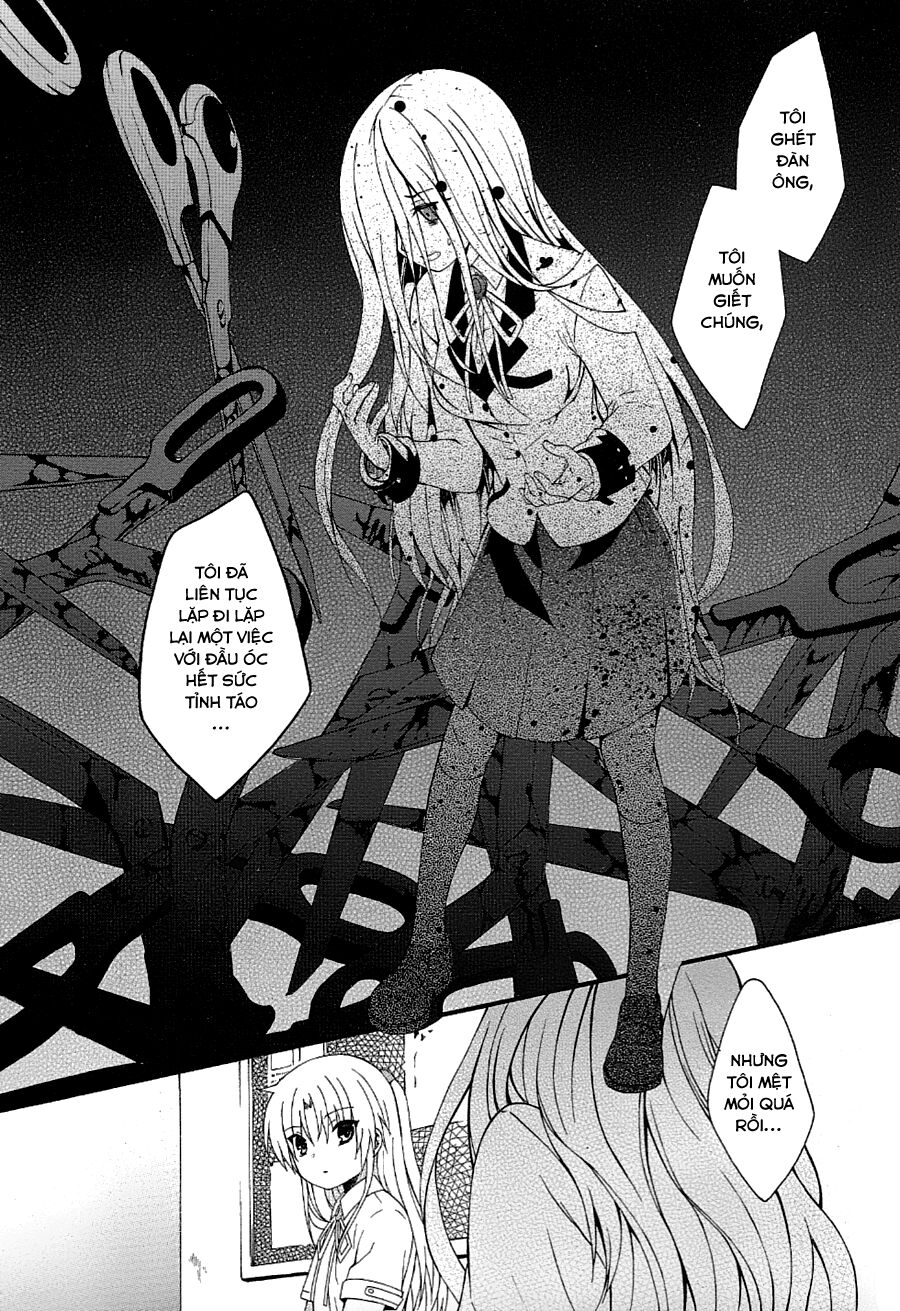 TÔI
GHÉT
ĐÀN
ÔNG,
TÔI
MUỐN
GIẾT
CHÚNG,
TÔI ĐÃ
LIÊN TỤC
LẶP ĐI LẶP
LẠI MỘT VIỆC
VỚI ĐẦU ÓC
HẾT SỨC
TỈNH TÁO
...
NHƯNG
TÔI MỆT
MỎI QUÁ
RỒI...